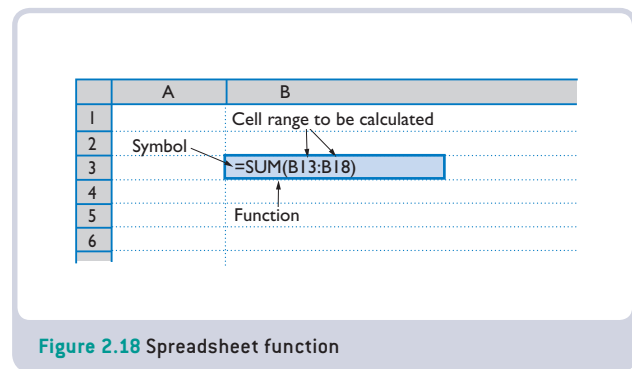 A B
1 Cell range to be calculated
2 Symbol
3 =SUM(B13:B18)
4
5 Function
6
Figure 2.18 Spreadsheet function